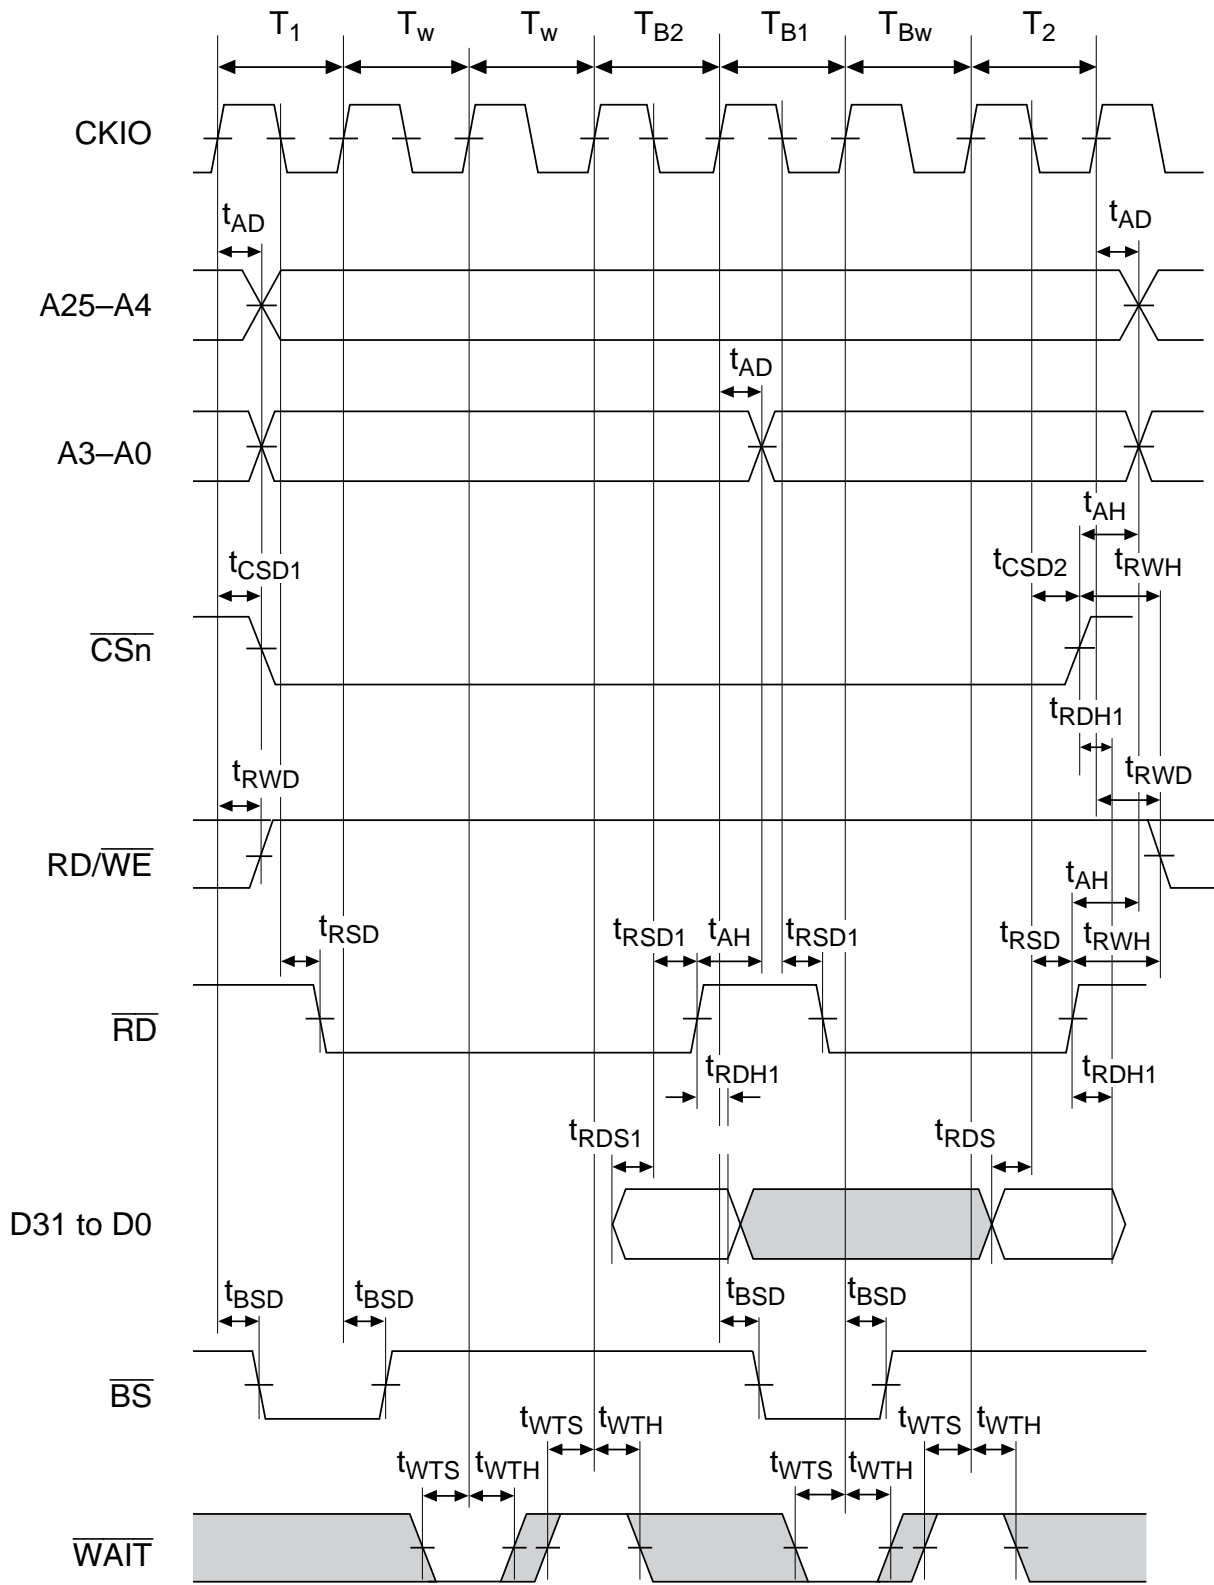 T1 Tw Tw TB2 TB1 TBw T2
CKIO
tAD tAD
A25–A4
tAD
A3–A0
tAH
tCSD1 tCSD2 tRWH
CSn
tRDH1
tRWD tRWD
RD/WE
tAH
tRSD tRSD1 tAH tRSD1 tRSD tRWH
RD
tRDH1 tRDH1
tRDS1 tRDS
D31 to D0
tBSD tBSD tBSD tBSD
BS
tWTS tWTH tWTS tWTH
tWTS tWTH tWTS tWTH
WAIT